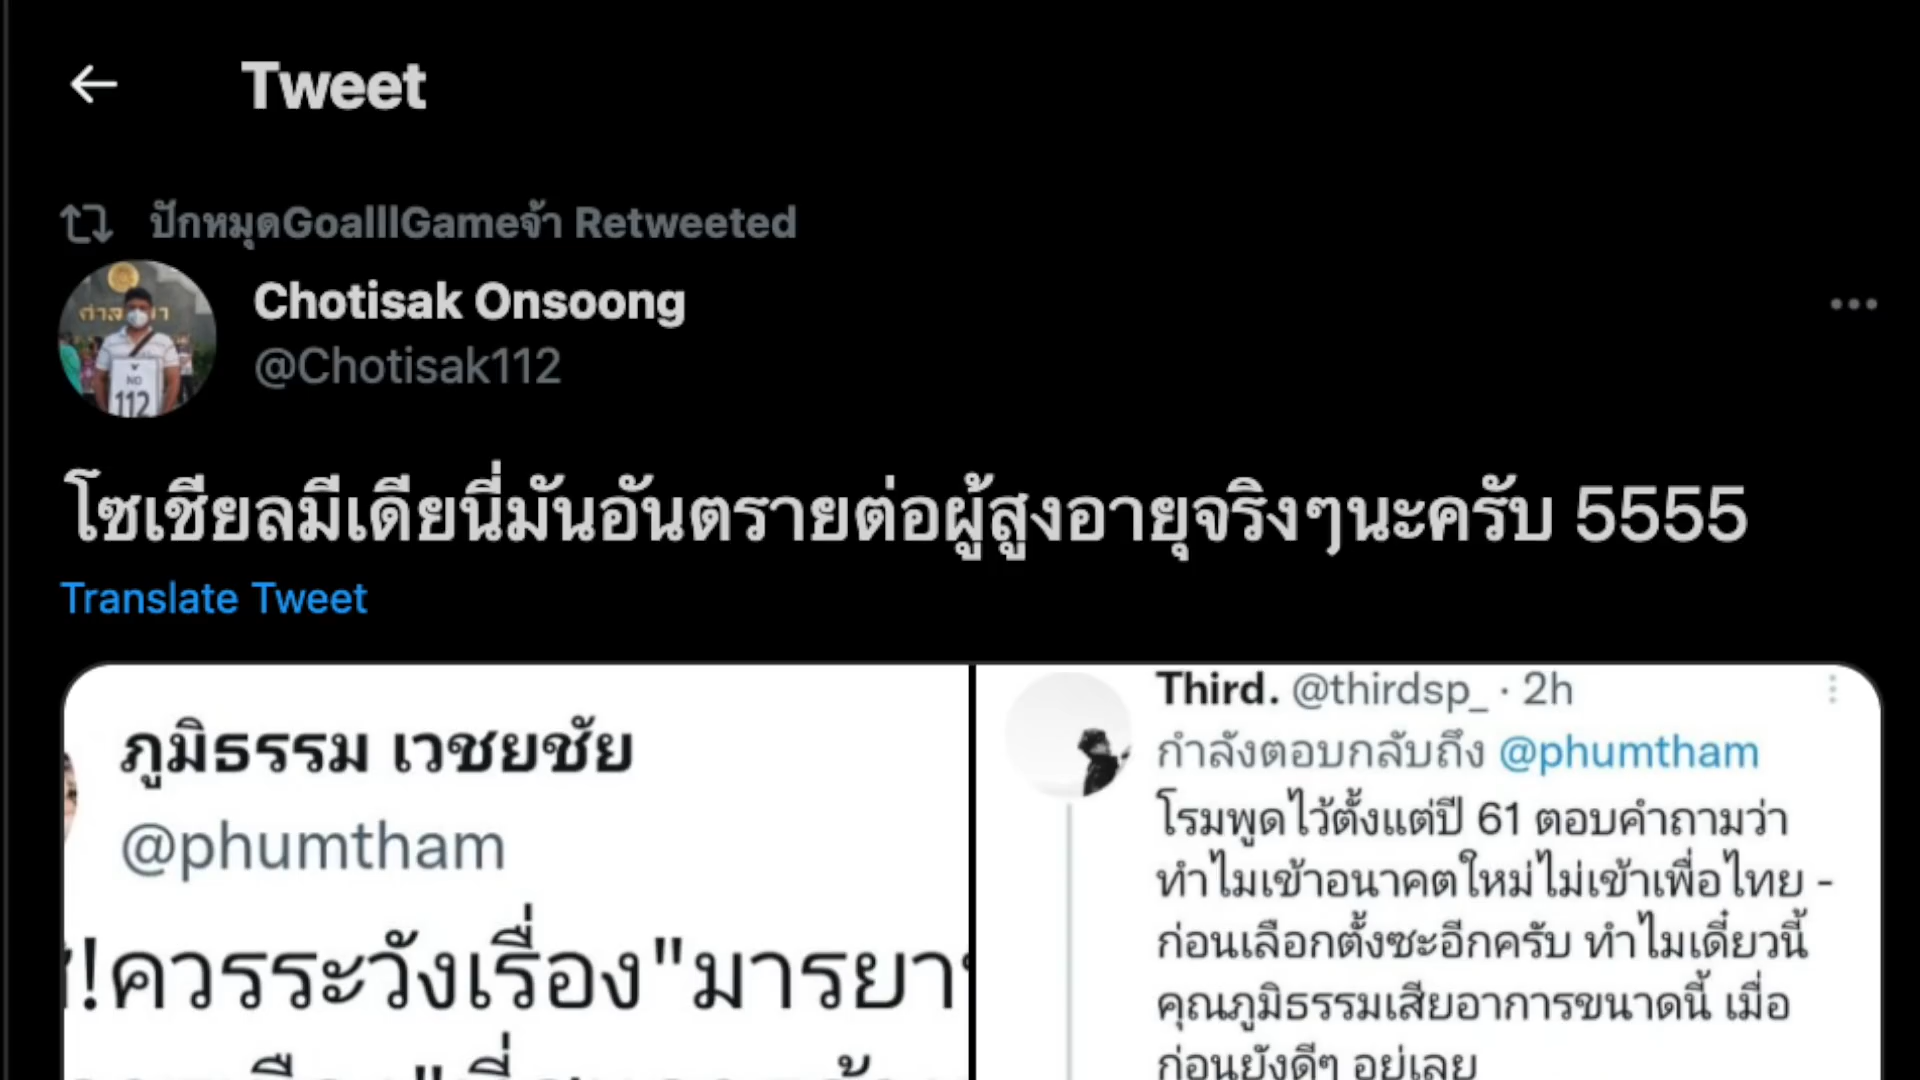 Tweet
ปักหมุดGoalllGameจ้า Retweeted
Chotisak Onsoong
@Chotisak112
NO
112
โซเชียลมีเดียนี่มันอันตรายต่อผู้สูงอายุจริงๆนะครับ 5555
Translate Tweet
ภูมิธรรม เวชยชัย
@phumtham
!ควรระวังเรื่อง"มารยา
Third. @thirdsp_ · 2h
กำลังตอบกลับถึง @phumtham
โรมพูดไว้ตั้งแต่ปี 61 ตอบคำถามว่า
ทำไมเข้าอนาคตใหม่ไม่เข้าเพื่อไทย -
ก่อนเลือกตั้งซะอีกครับ ทำไมเดี๋ยวนี้
คุณภูมิธรรมเสียอาการขนาดนี้ เมื่อ
ก่อนยังดีๆ อยู่เลย